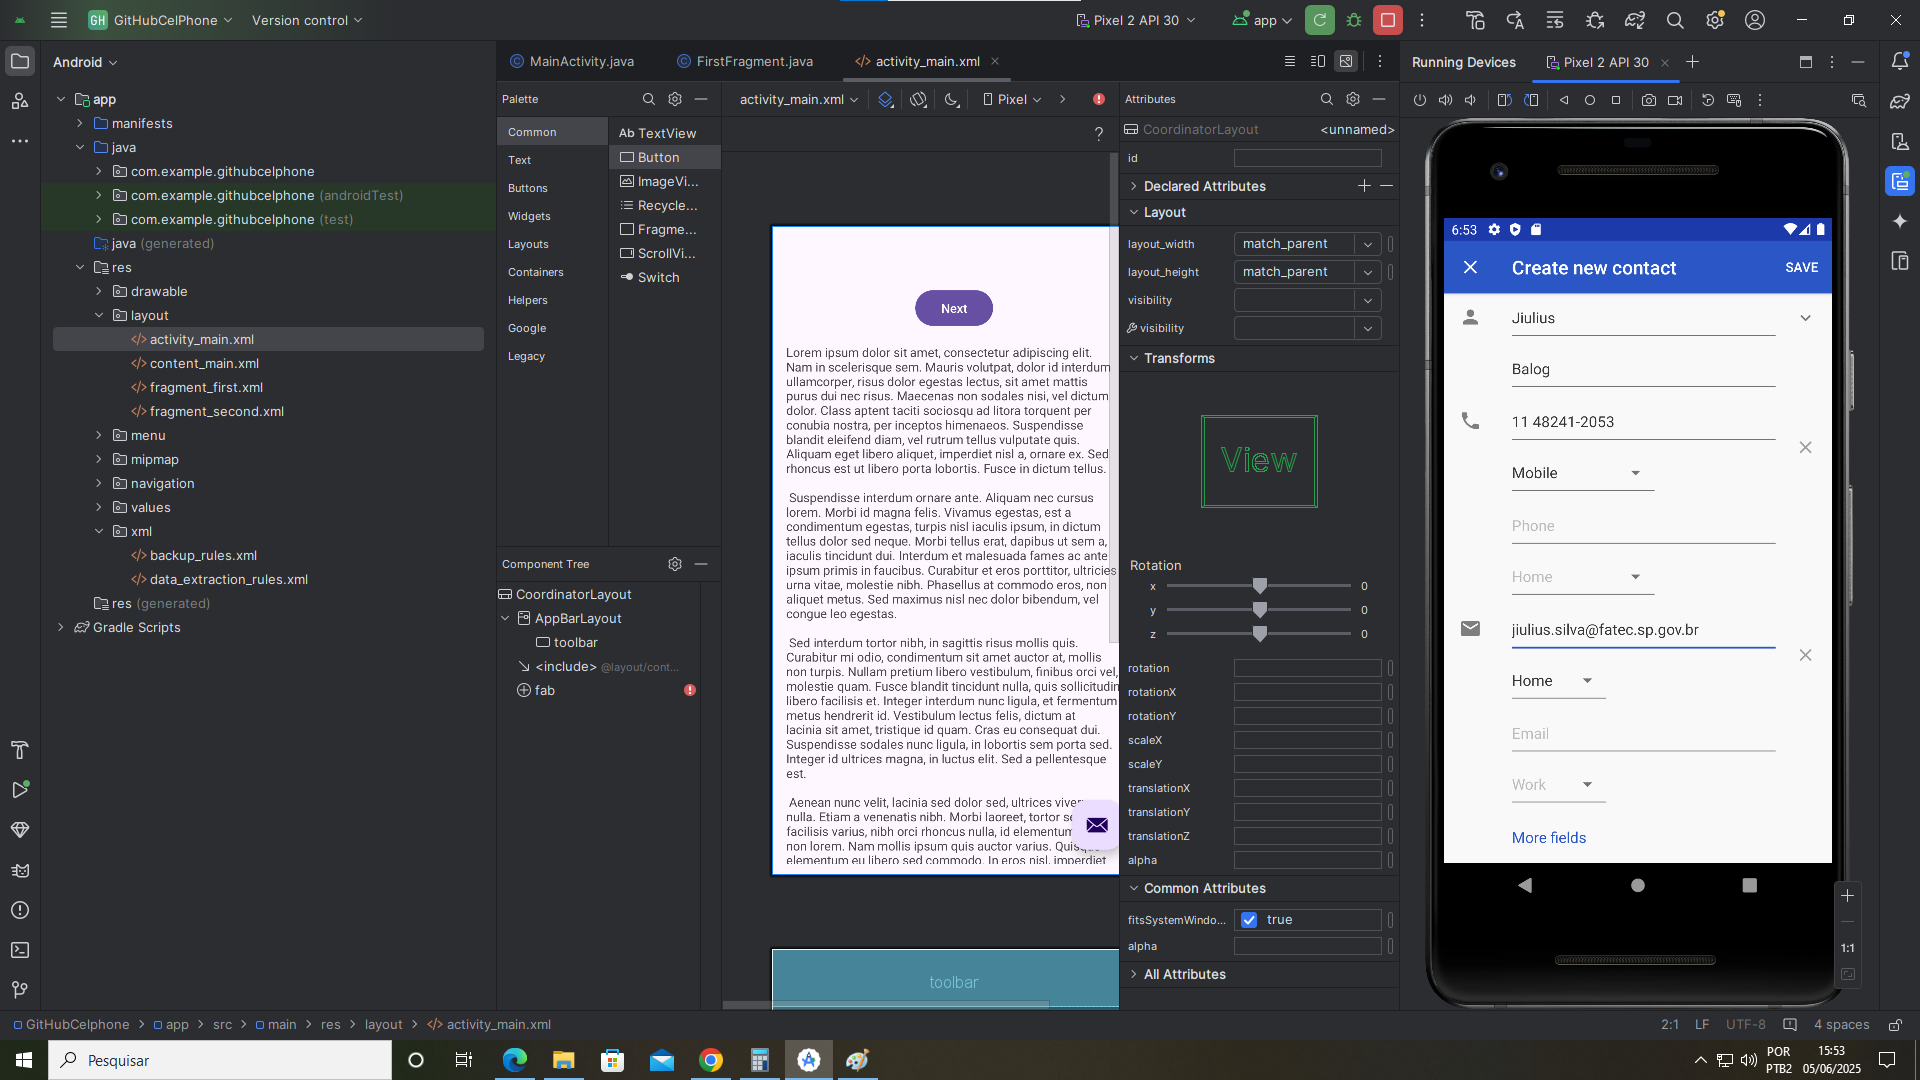 GH GitHubCelPhone Version control
Pixel 2 API 30 app
Android
app
manifests
java
com.example.githubcelphone
com.example.githubcelphone (androidTest)
com.example.githubcelphone (test)
java (generated)
res
drawable
layout
activity_main.xml
content_main.xml
fragment_first.xml
fragment_second.xml
menu
mipmap
navigation
values
xml
backup_rules.xml
data_extraction_rules.xml
res (generated)
Gradle Scripts
MainActivity.java FirstFragment.java activity_main.xml
Palette
Common
Text
Buttons
Widgets
Layouts
Containers
Helpers
Google
Legacy
Ab TextView
Button
ImageVi...
Recycle...
Fragme...
ScrollVi...
Switch
Component Tree
CoordinatorLayout
AppBarLayout
toolbar
<include> @layout/cont...
fab
activity_main.xml Pixel
?
Next
Lorem ipsum dolor sit amet, consectetur adipiscing elit.
Nam in scelerisque sem. Mauris volutpat, dolor id interdum
ullamcorper, risus dolor egestas lectus, sit amet mattis
purus dui nec risus. Maecenas non sodales nisi, vel dictum
dolor. Class aptent taciti sociosqu ad litora torquent per
conubia nostra, per inceptos himenaeos. Suspendisse
blandit eleifend diam, vel rutrum tellus vulputate quis.
Aliquam eget libero aliquet, imperdiet nisl a, ornare ex. Sed
rhoncus est ut libero porta lobortis. Fusce in dictum tellus.
Suspendisse interdum ornare ante. Aliquam nec cursus
lorem. Morbi id magna felis. Vivamus egestas, est a
condimentum egestas, turpis nisl iaculis ipsum, in dictum
tellus dolor sed neque. Morbi tellus erat, dapibus ut sem a,
iaculis tincidunt dui. Interdum et malesuada fames ac ante
ipsum primis in faucibus. Curabitur et eros porttitor, ultricies
urna vitae, molestie nibh. Phasellus at commodo eros, non
aliquet metus. Sed maximus nisl nec dolor bibendum, vel
congue leo egestas.
Sed interdum tortor nibh, in sagittis risus mollis quis.
Curabitur mi odio, condimentum sit amet auctor at, mollis
non turpis. Nullam pretium libero vestibulum, finibus orci vel,
molestie quam. Fusce blandit tincidunt nulla, quis sollicitudin
libero facilisis et. Integer interdum nunc ligula, et fermentum
metus hendrerit id. Vestibulum lectus felis, dictum at
lacinia sit amet, tristique id quam. Cras eu consequat dui.
Suspendisse sodales nunc ligula, in lobortis sem porta sed.
Integer id ultrices magna, in luctus elit. Sed a pellentesque
est.
Aenean nunc velit, lacinia sed dolor sed, ultrices
nulla. Etiam a venenatis nibh. Morbi laoreet, tortor
facilisis varius, nibh orci rhoncus nulla, id elementum
non lorem. Nam mollis ipsum quis auctor varius.
elementum eu libero sed commodo. In eros nisl, imperdiet
toolbar
Attributes
CoordinatorLayout <unnamed>
id
Declared Attributes
Layout
layout_width match_parent
layout_height match_parent
visibility
visibility
Transforms
View
Rotation
x 0
y 0
z 0
rotation
rotationX
rotationY
scaleX
scaleY
translationX
translationY
translationZ
alpha
Common Attributes
fitsSystemWindo... true
alpha
All Attributes
Running Devices Pixel 2 API 30
6:53
Create new contact SAVE
Jiulius
Balog
11 48241-2053
Mobile
Phone
Home
jiulius.silva@fatec.sp.gov.br
Home
Email
Work
More fields
1:1
GitHubCelphone > app > src > main > res > layout > activity_main.xml
2:1 LF UTF-8 4 spaces
Pesquisar
POR
PTB2
15:53
05/06/2025